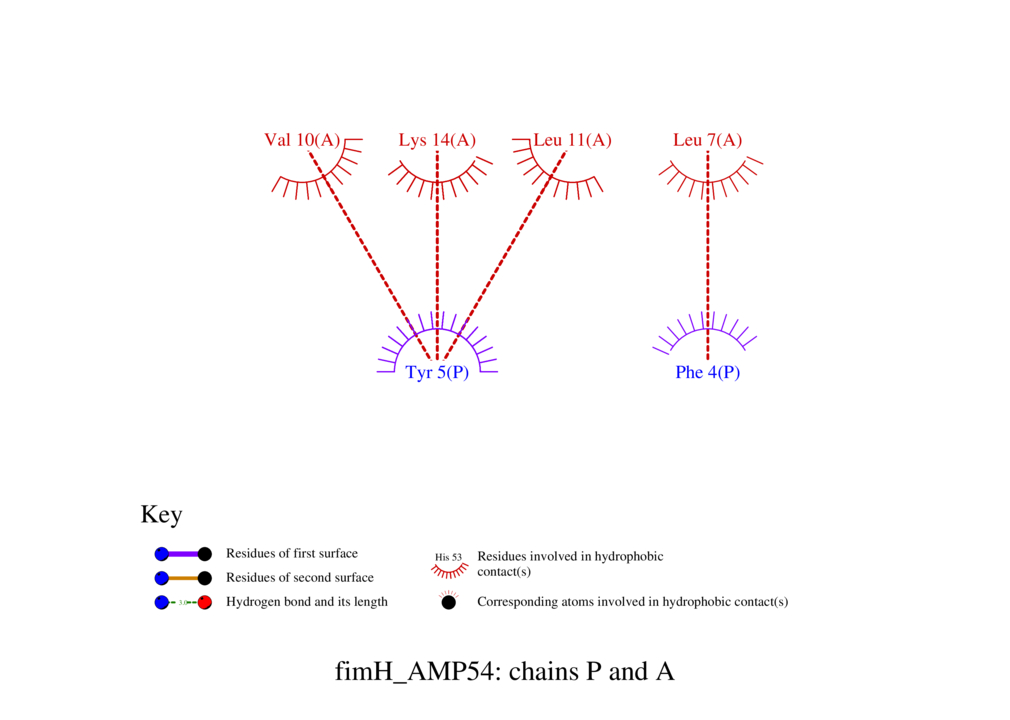 Val 10(A) Lys 14(A) Leu 11(A) Leu 7(A)
Tyr 5(P) Phe 4(P)
Key
Residues of first surface
Residues of second surface
3.0
Hydrogen bond and its length
His 53
Residues involved in hydrophobic
contact(s)
Corresponding atoms involved in hydrophobic contact(s)
fimH_AMP54: chains P and A